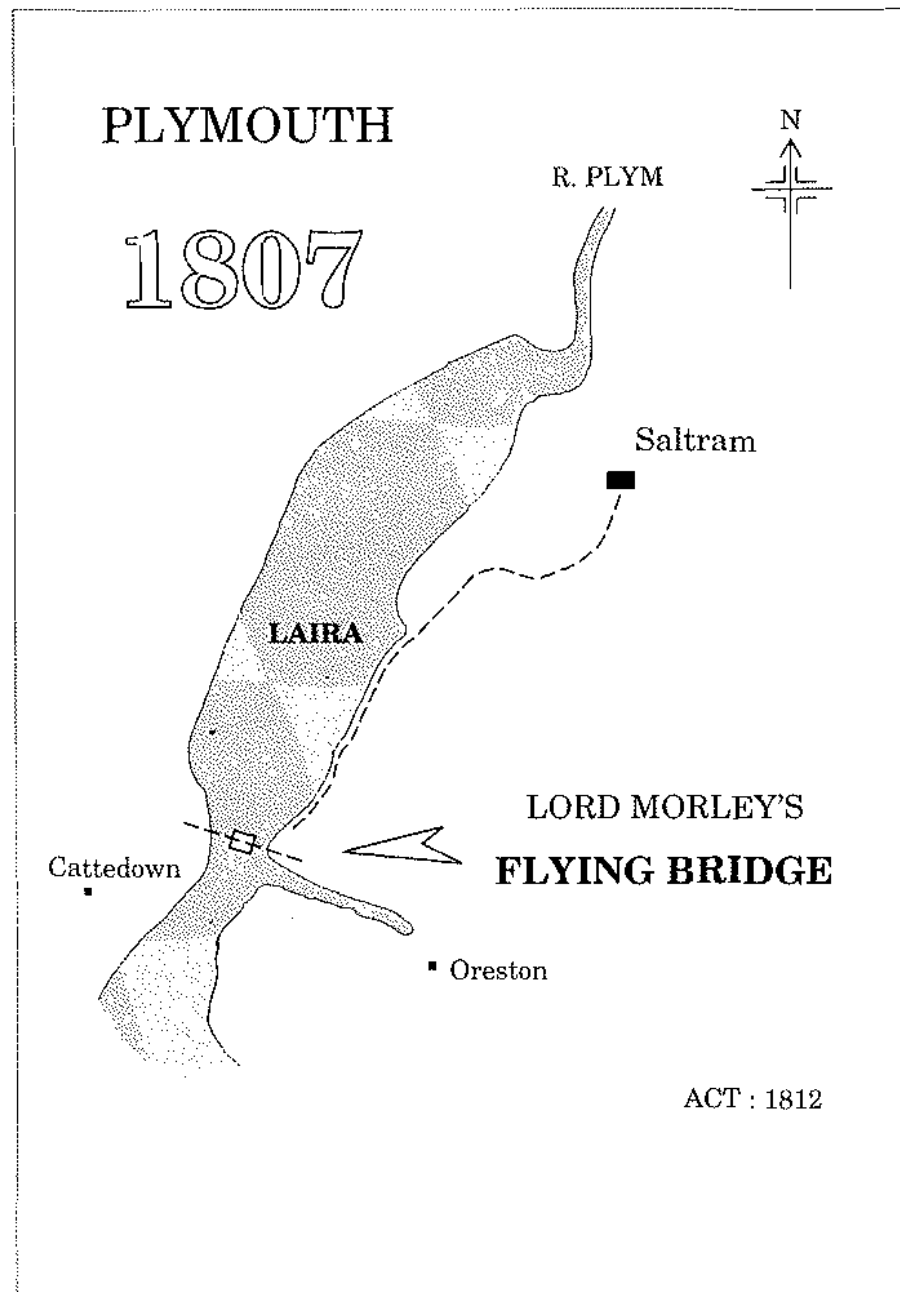 PLYMOUTH
1807
N
R. PLYM
Saltram
LAIRA
LORD MORLEY'S
FLYING BRIDGE
Cattedown
Oreston
ACT : 1812